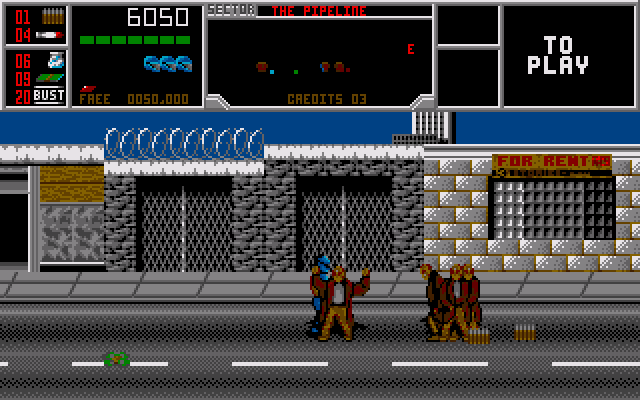 01
04
06
09
20 BUST
6050
FREE 0050,000
SECTOR THE PIPELINE
E
CREDITS 03
TO
PLAY
FOR RENT